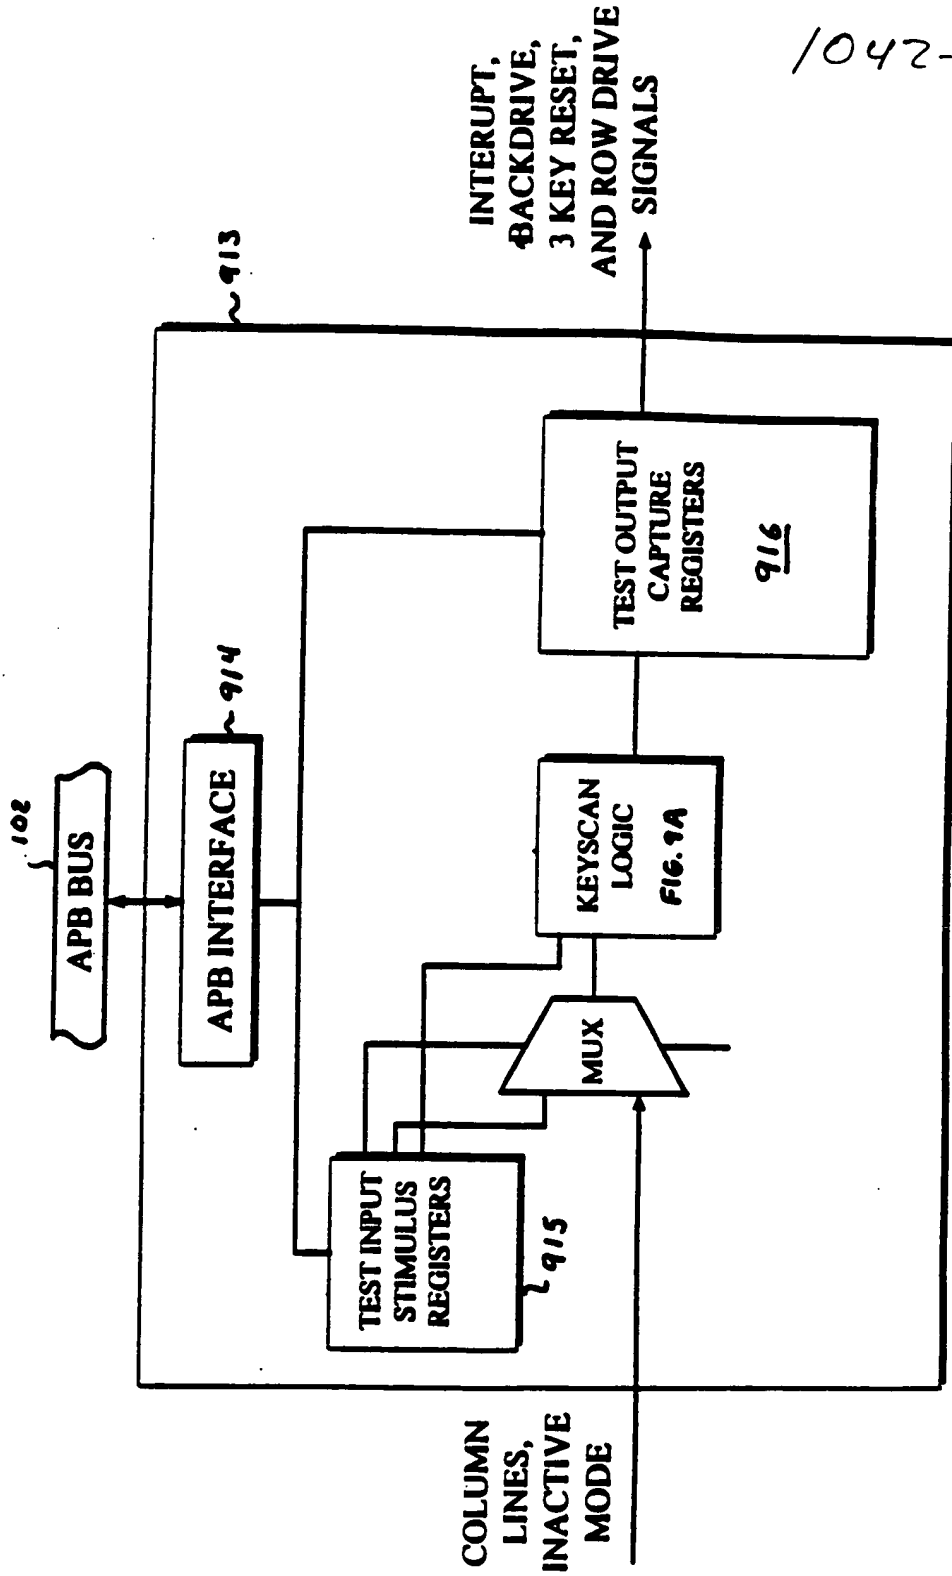 1042-
102
APB BUS
APB INTERFACE
914
913
TEST INPUT
STIMULUS
REGISTERS
915
MUX
KEYSCAN
LOGIC
FIG. 9A
TEST OUTPUT
CAPTURE
REGISTERS
916
COLUMN
LINES,
INACTIVE
MODE
INTERUPT,
BACKDRIVE,
3 KEY RESET,
AND ROW DRIVE
SIGNALS